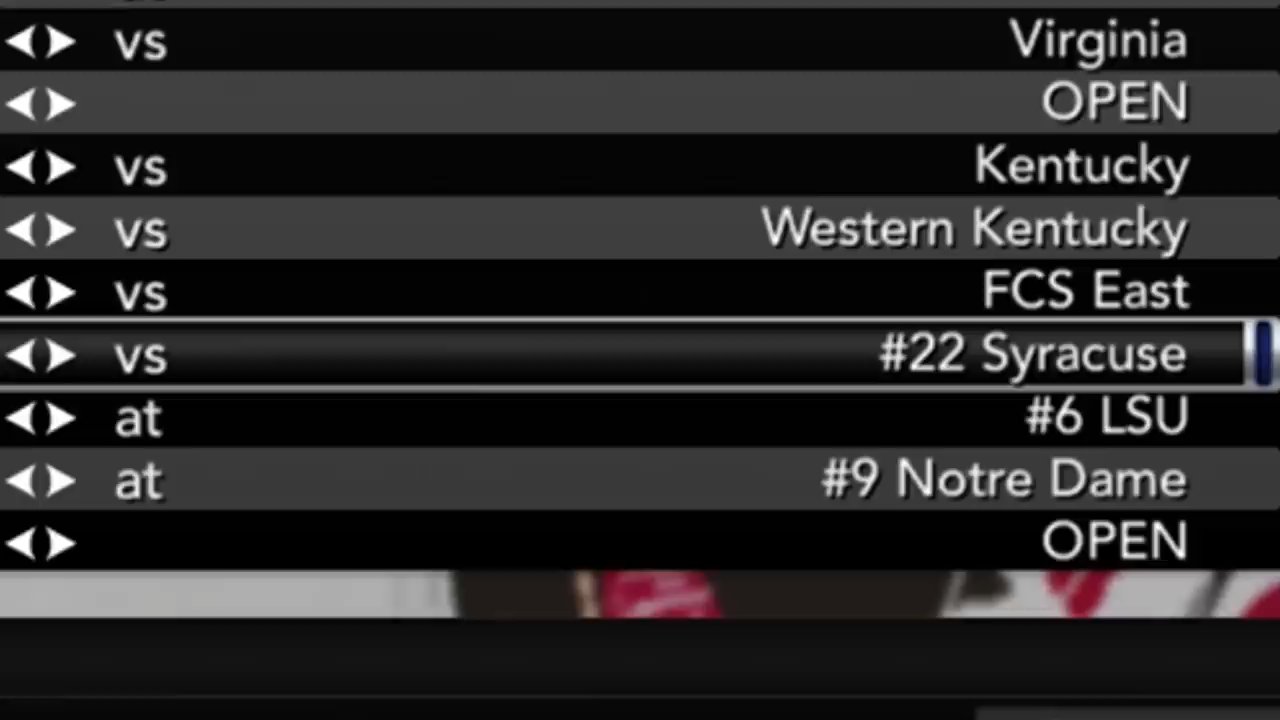 vs Virginia
OPEN
vs Kentucky
vs Western Kentucky
vs FCS East
vs #22 Syracuse
at #6 LSU
at #9 Notre Dame
OPEN